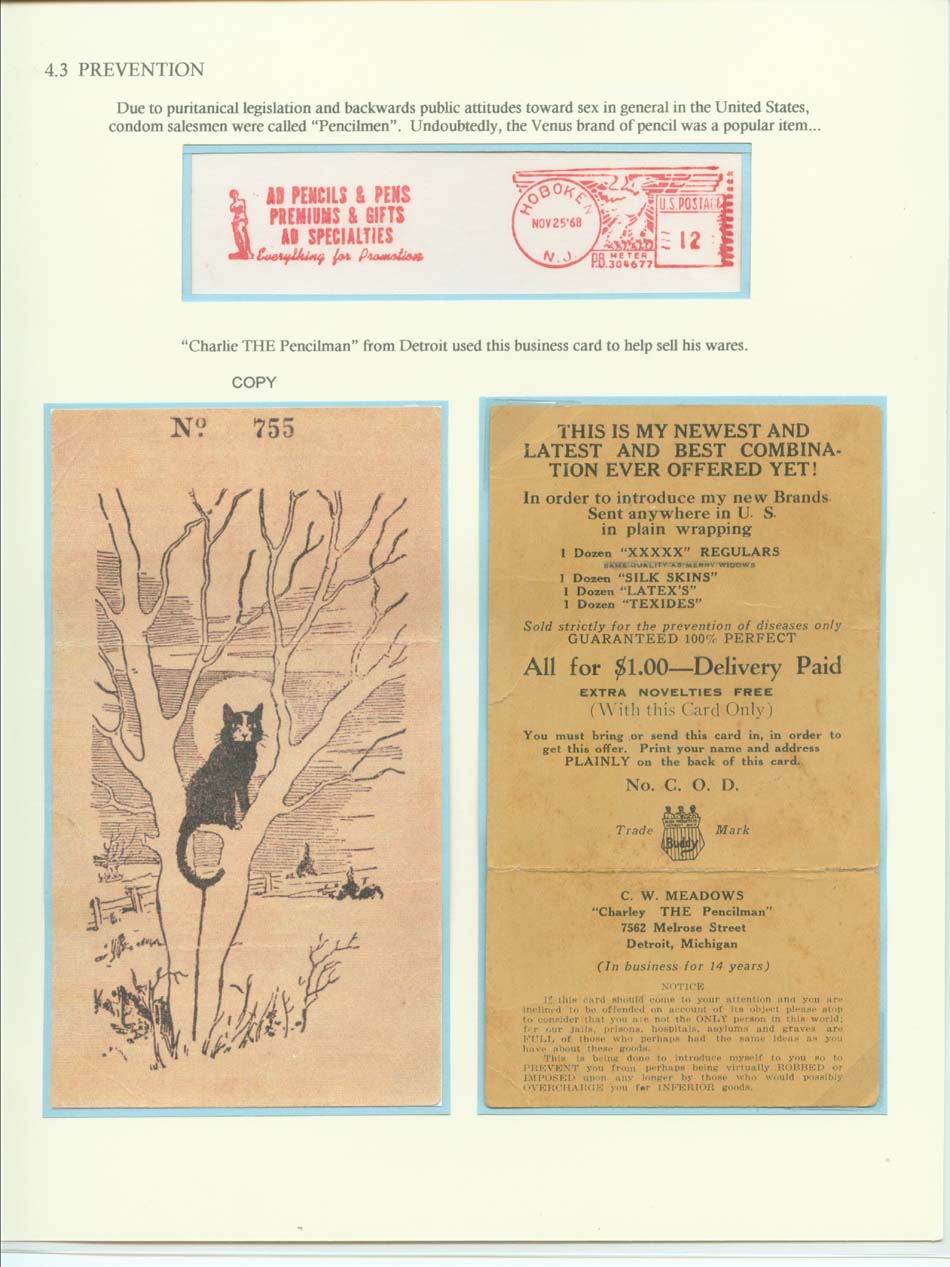 4.3 PREVENTION
Due to puritanical legislation and backwards public attitudes toward sex in general in the United States,
condom salesmen were called “Pencilmen”. Undoubtedly, the Venus brand of pencil was a popular item...
AD PENCILS & PENS
PREMIUMS & GIFTS
AD SPECIALTIES
Everything for Promotion
HOBOKEN
NOV 25 '68
N. J.
U.S. POSTAGE
12
P.B. METER
304677
“Charlie THE Pencilman” from Detroit used this business card to help sell his wares.
COPY
No. 755
THIS IS MY NEWEST AND
LATEST AND BEST COMBINA-
TION EVER OFFERED YET!
In order to introduce my new Brands
Sent anywhere in U. S.
in plain wrapping
1 Dozen “XXXXX” REGULARS
SAME QUALITY AS MERRY WIDOWS
1 Dozen “SILK SKINS”
1 Dozen “LATEX'S”
1 Dozen “TEXIDES”
Sold strictly for the prevention of diseases only
GUARANTEED 100% PERFECT
All for $1.00—Delivery Paid
EXTRA NOVELTIES FREE
(With this Card Only)
You must bring or send this card in, in order to
get this offer. Print your name and address
PLAINLY on the back of this card.
No. C. O. D.
Trade Buddy Mark
C. W. MEADOWS
“Charley THE Pencilman”
7562 Melrose Street
Detroit, Michigan
(In business for 14 years)
NOTICE
If this card should come to your attention and you are
inclined to be offended on account of its object please stop
to consider that you are not the ONLY person in this world;
for our jails, prisons, hospitals, asylums and graves are
FULL of those who perhaps had the same ideas as you
have about these goods.
This is being done to introduce myself to you so to
PREVENT you from perhaps being virtually ROBBED or
IMPOSED upon any longer by those who would possibly
OVERCHARGE you for INFERIOR goods.